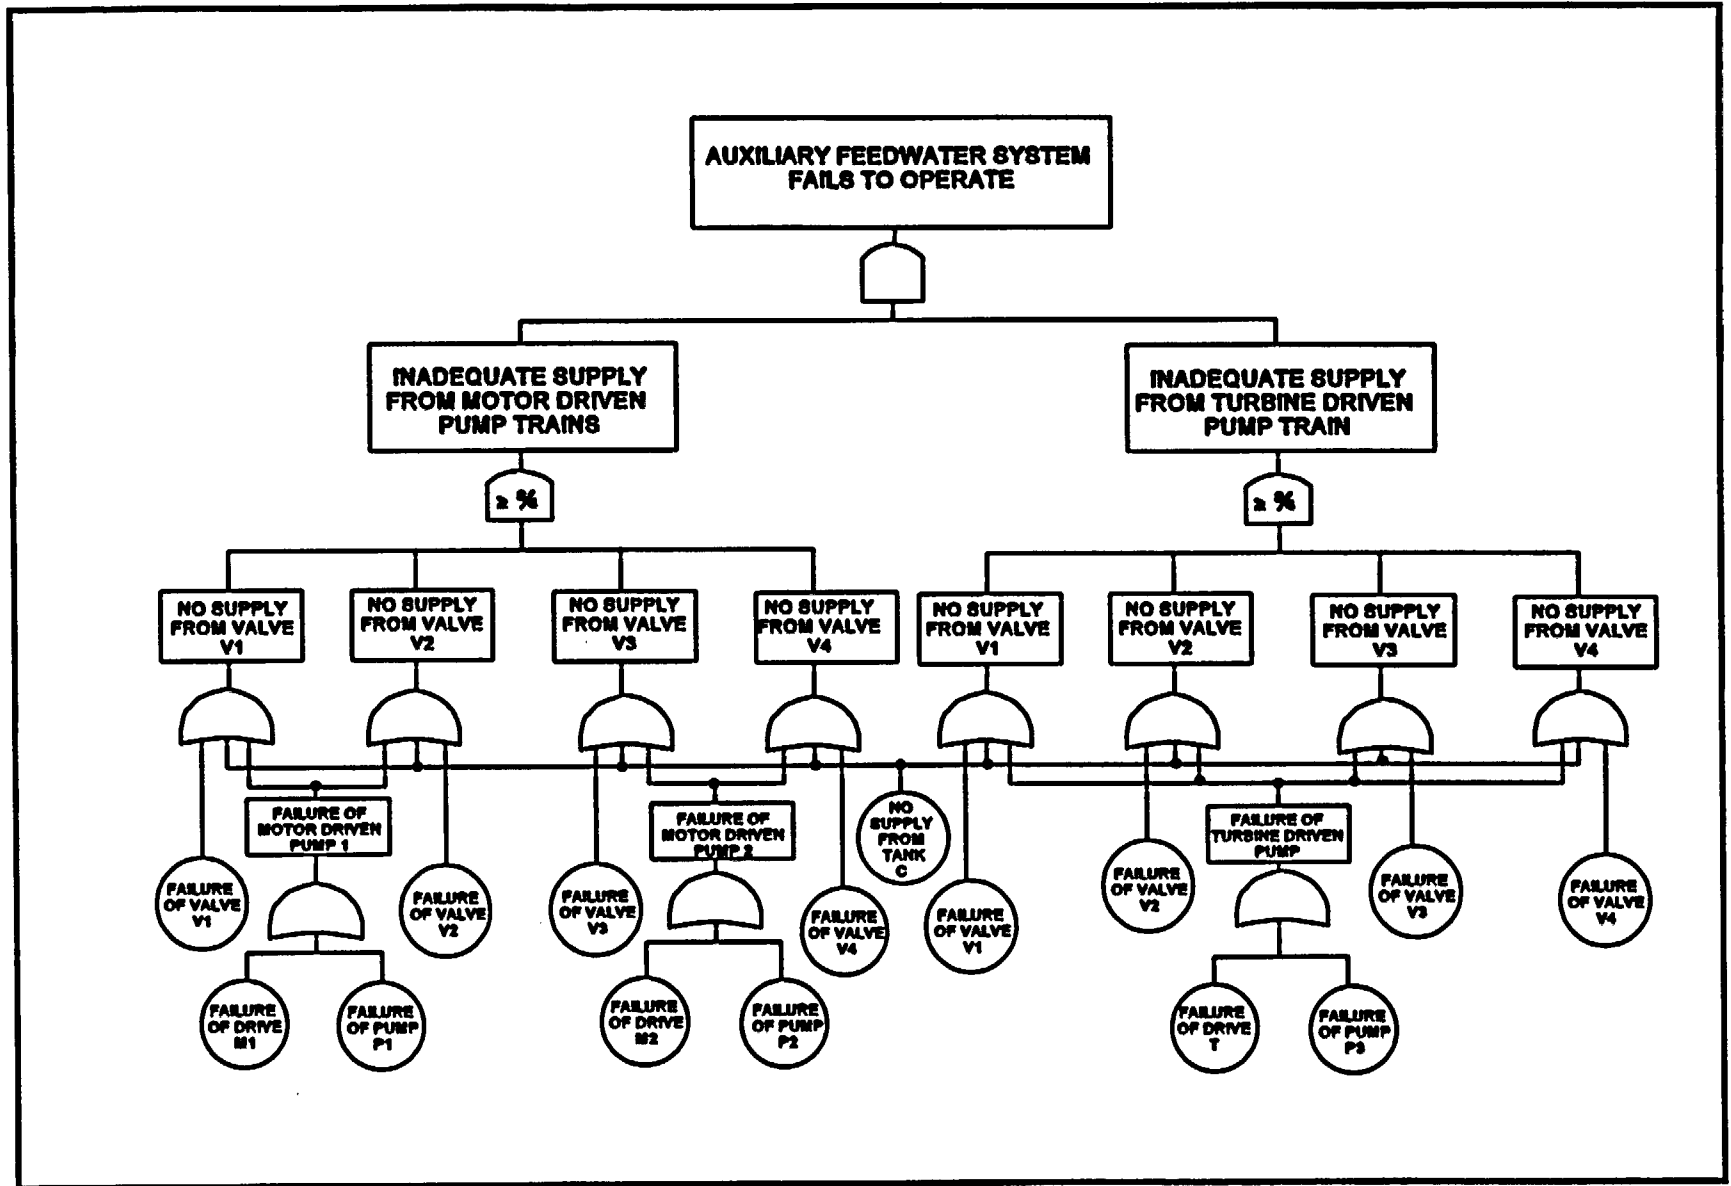 AUXILIARY FEEDWATER SYSTEM
FAILS TO OPERATE
INADEQUATE SUPPLY
FROM MOTOR DRIVEN
PUMP TRAINS
INADEQUATE SUPPLY
FROM TURBINE DRIVEN
PUMP TRAIN
≥
≥
NO SUPPLY
FROM VALVE
V1
NO SUPPLY
FROM VALVE
V2
NO SUPPLY
FROM VALVE
V3
NO SUPPLY
FROM VALVE
V4
NO SUPPLY
FROM VALVE
V1
NO SUPPLY
FROM VALVE
V2
NO SUPPLY
FROM VALVE
V3
NO SUPPLY
FROM VALVE
V4
FAILURE OF
MOTOR DRIVEN
PUMP 1
FAILURE OF
MOTOR DRIVEN
PUMP 2
NO
SUPPLY
FROM
TANK
C
FAILURE OF
TURBINE DRIVEN
PUMP
FAILURE
OF VALVE
V1
FAILURE
OF VALVE
V2
FAILURE
OF VALVE
V3
FAILURE
OF VALVE
V4
FAILURE
OF VALVE
V1
FAILURE
OF VALVE
V2
FAILURE
OF VALVE
V3
FAILURE
OF VALVE
V4
FAILURE
OF DRIVE
M1
FAILURE
OF PUMP
P1
FAILURE
OF DRIVE
M2
FAILURE
OF PUMP
P2
FAILURE
OF DRIVE
T
FAILURE
OF PUMP
P3